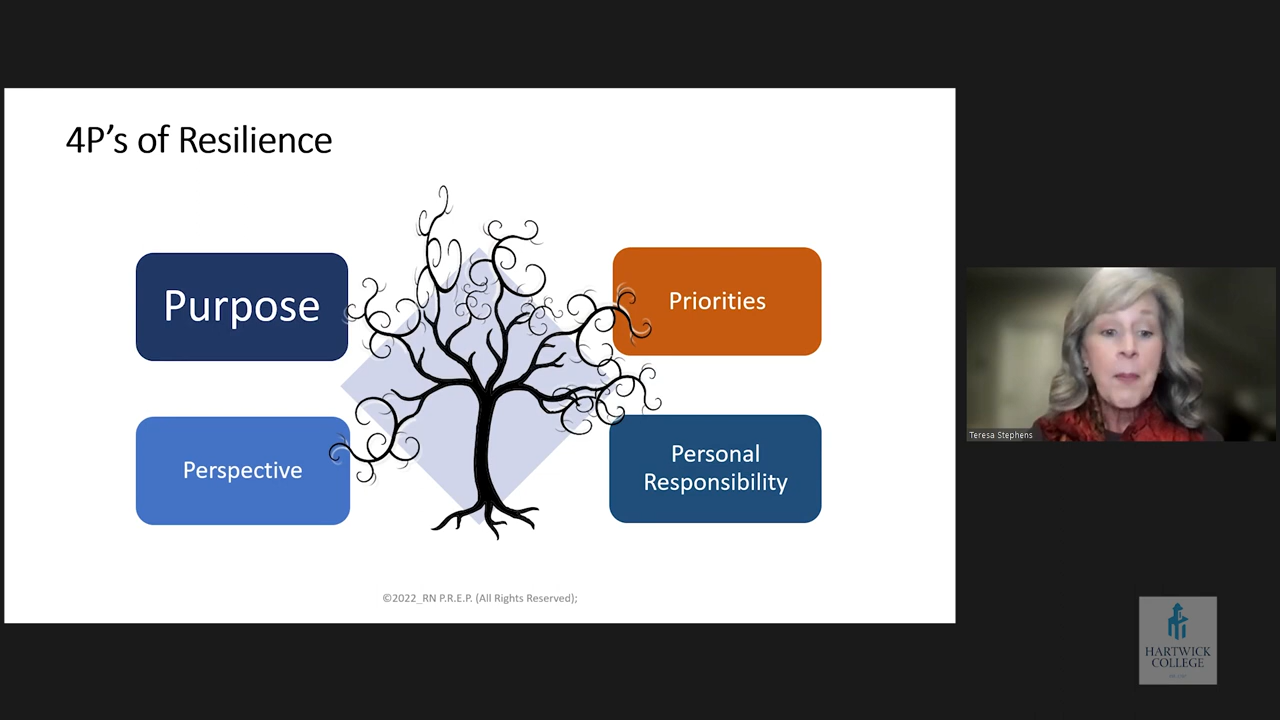 4P's of Resilience
Purpose
Priorities
Perspective
Personal
Responsibility
©2022_RN P.R.E.P. (All Rights Reserved);
Teresa Stephens
HARTWICK
COLLEGE